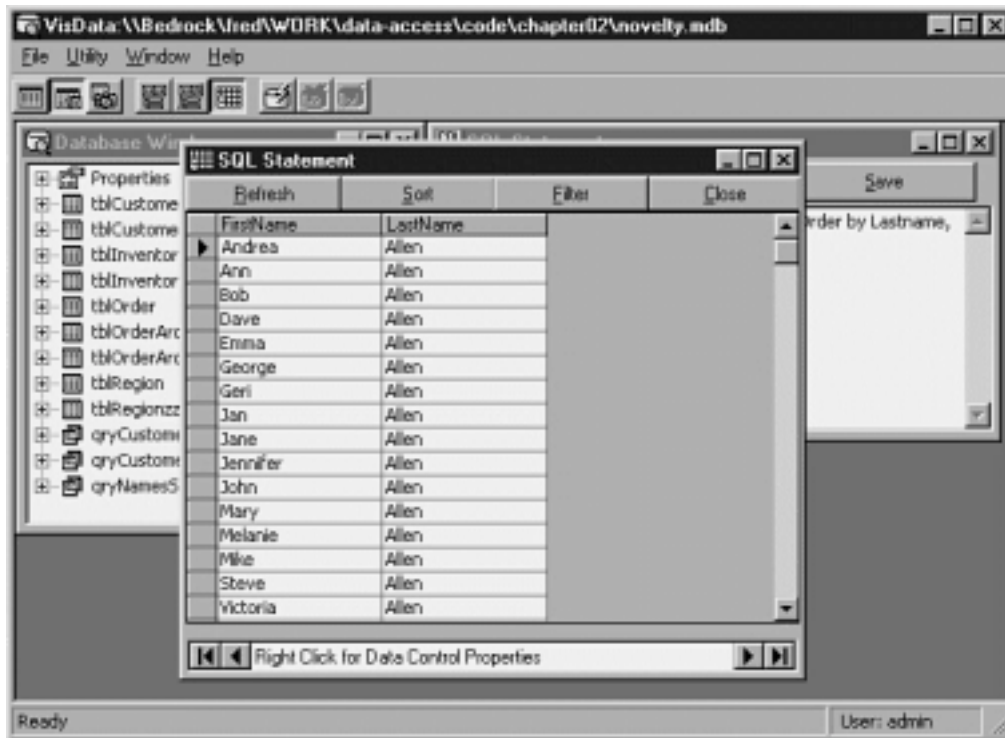 VisData:\\Bedrock\fred\WORK\data-access\code\chapter02\novelty.mdb
File Utility Window Help
Database Win
Properties
tblCustome
tblCustome
tblInventor
tblInventor
tblOrder
tblOrderArc
tblOrderArc
tblRegion
tblRegionzz
qryCustome
qryCustome
qryNamesS
SQL Statement
Save
Order by Lastname,
SQL Statement
Refresh Sort Filter Close
FirstName LastName
Andrea Allen
Ann Allen
Bob Allen
Dave Allen
Emma Allen
George Allen
Geri Allen
Jan Allen
Jane Allen
Jennifer Allen
John Allen
Mary Allen
Melanie Allen
Mike Allen
Steve Allen
Victoria Allen
Right Click for Data Control Properties
Ready User: admin